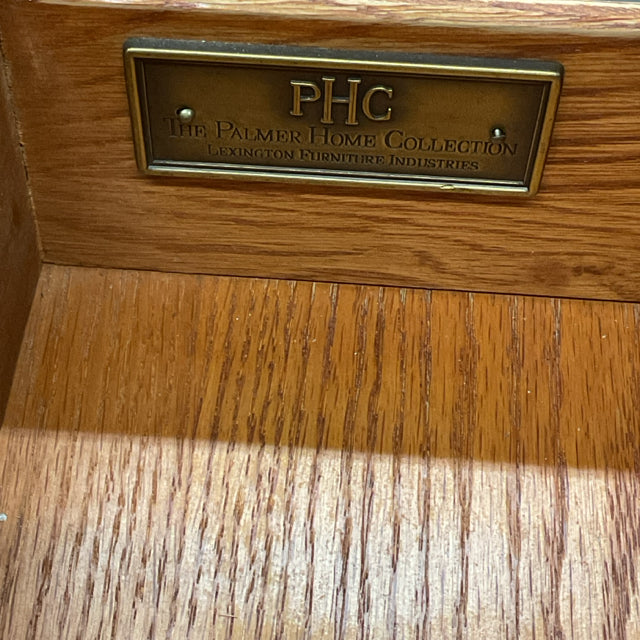 PHC
THE PALMER HOME COLLECTION
LEXINGTON FURNITURE INDUSTRIES